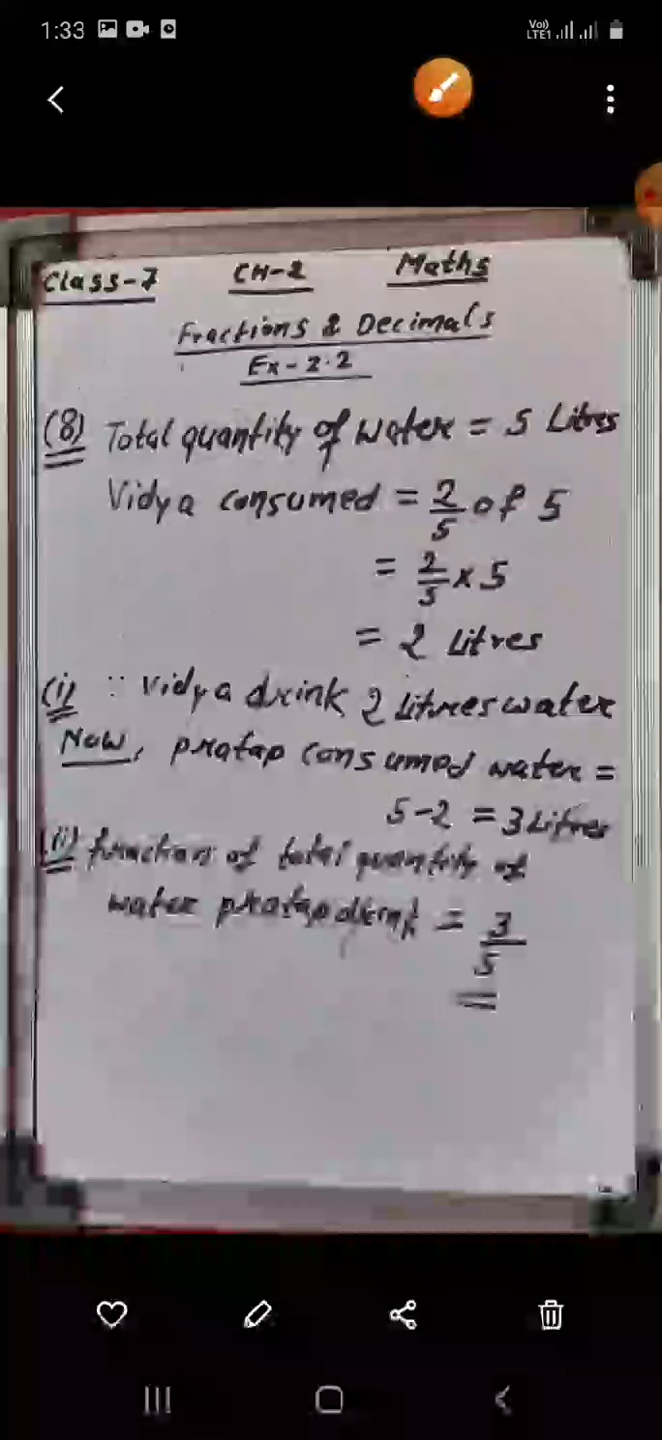 1:33
Vo)
LTE1
Class-7 CH-2 Maths
Fractions & Decimals
Ex-2.2
(8) Total quantity of water = 5 Litres
Vidya consumed = 2/5 of 5
= 2/5 x 5
= 2 Litres
(i) ∵ Vidya drink 2 Litres water
Now, pratap consumed water =
5-2 = 3 Litres
(ii) fraction of total quantity of
water pratap drink = 3/5